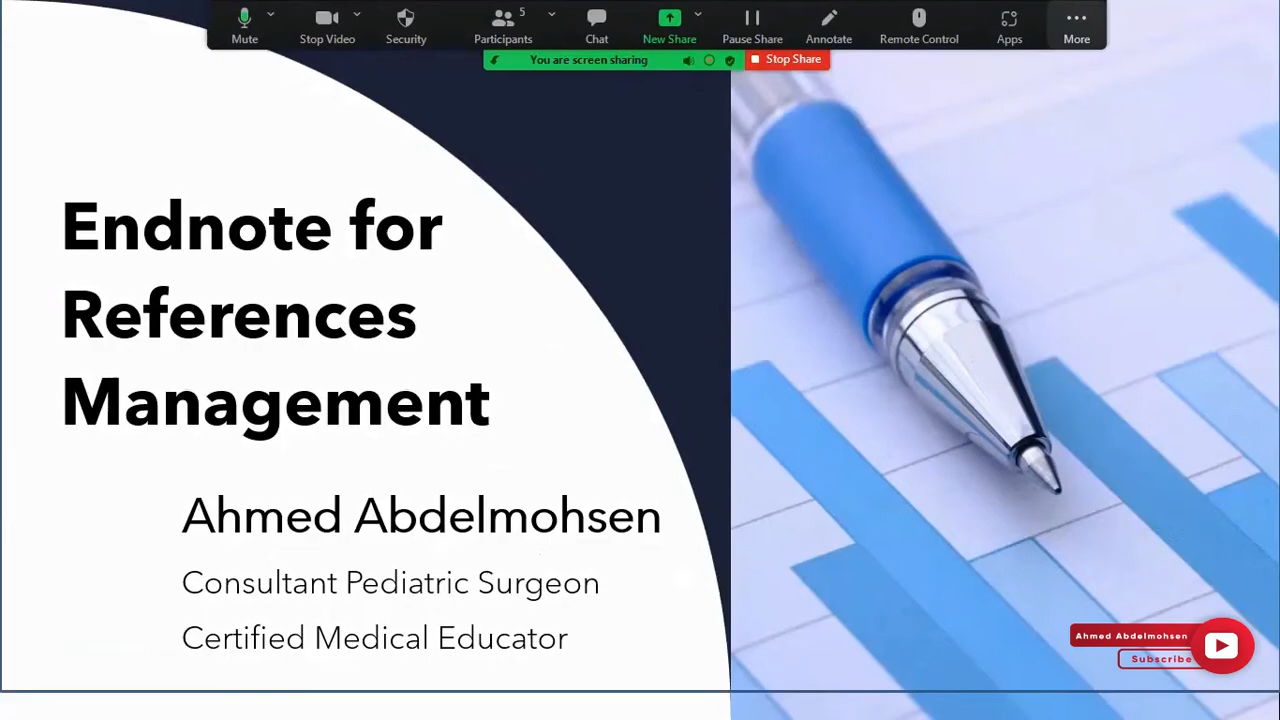 Mute
Stop Video
Security
5
Participants
Chat
New Share
Pause Share
Annotate
Remote Control
Apps
More
You are screen sharing
Stop Share
Endnote for
References
Management
Ahmed Abdelmohsen
Consultant Pediatric Surgeon
Certified Medical Educator
Ahmed Abdelmohsen
Subscribe